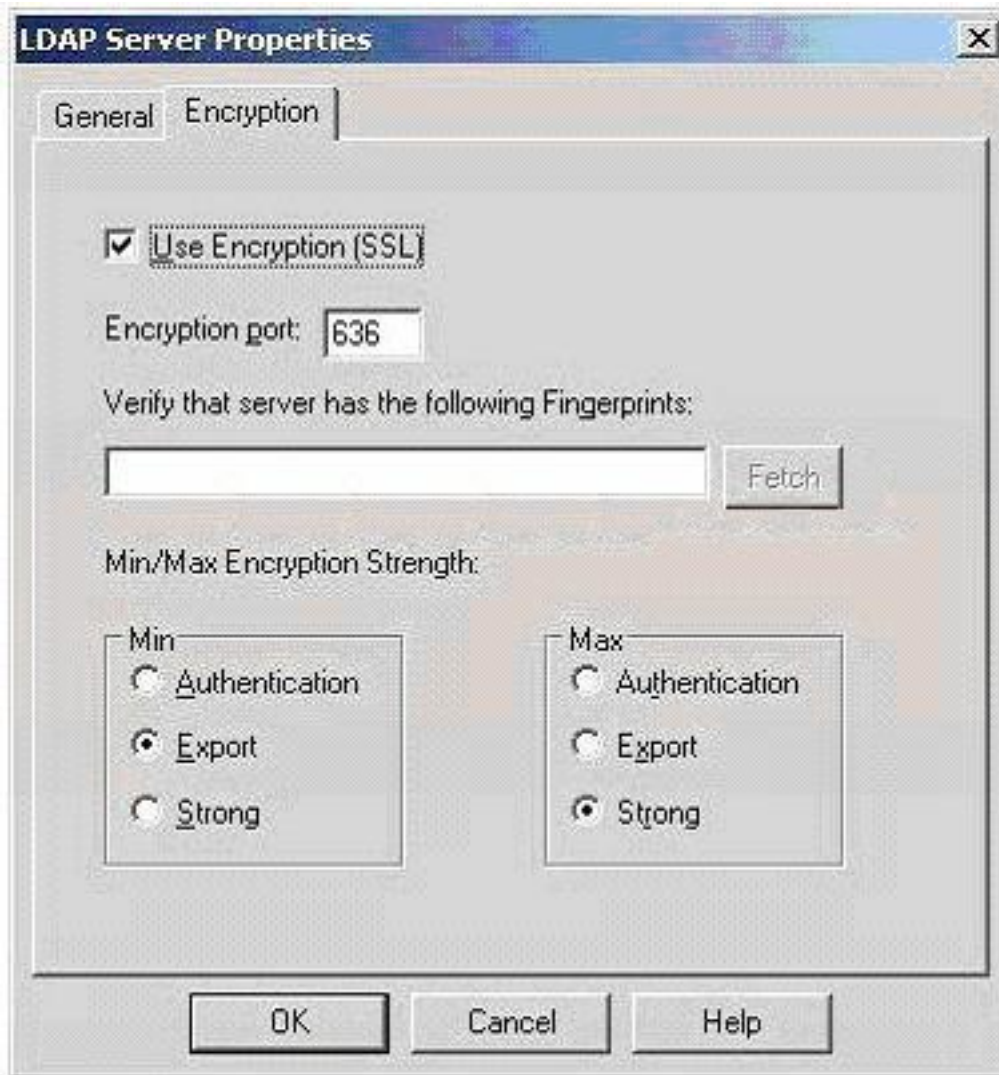 LDAP Server Properties
General Encryption
Use Encryption (SSL)
Encryption port: 636
Verify that server has the following Fingerprints:
Fetch
Min/Max Encryption Strength:
Min
Authentication
Export
Strong
Max
Authentication
Export
Strong
OK Cancel Help